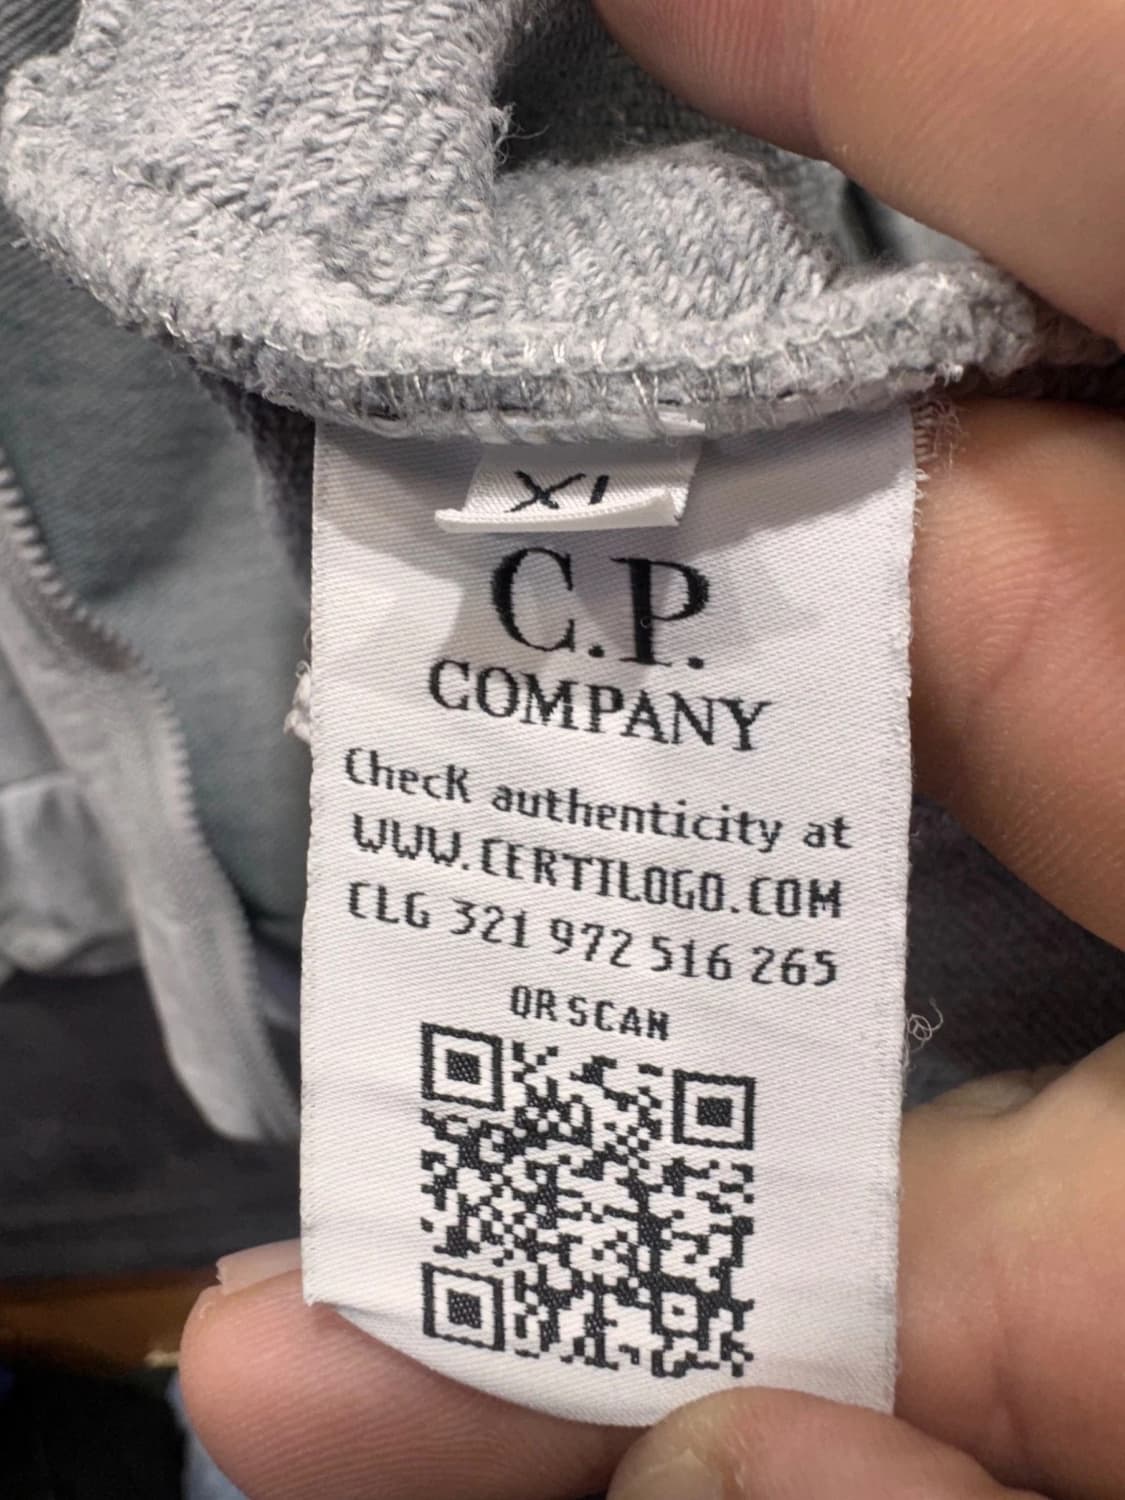 XL
C.P.
COMPANY
Check authenticity at
WWW.CERTILOGO.COM
CLG 321 972 516 265
OR SCAN